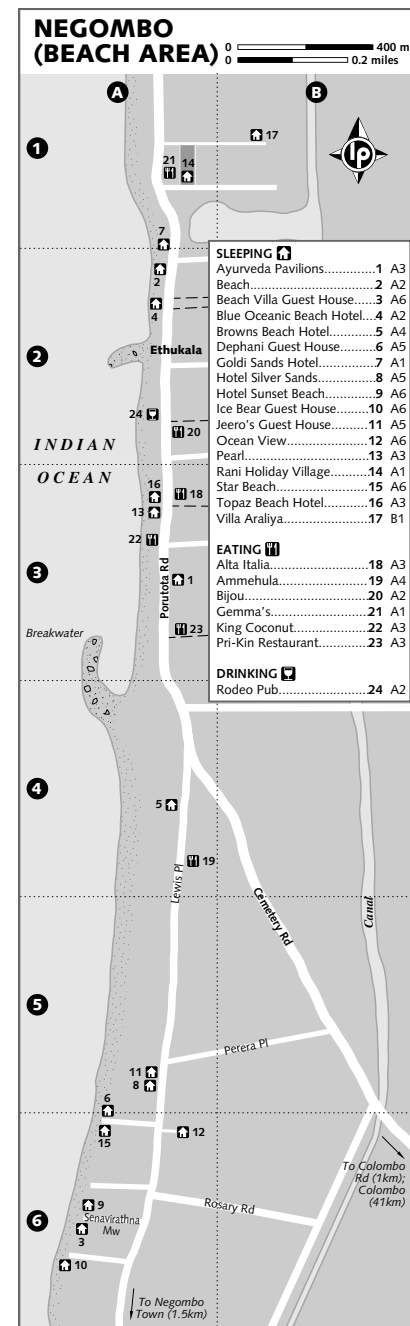 NEGOMBO
(BEACH AREA)
0 400 m
0 0.2 miles
A
B
1
17
21
14
lp
7
2
4
2
Ethukala
24
20
INDIAN
OCEAN
16
18
13
22
3
1
Porutota Rd
23
Breakwater
SLEEPING
Ayurveda Pavilions..............1 A3
Beach.................................2 A2
Beach Villa Guest House....3 A6
Blue Oceanic Beach Hotel..4 A2
Browns Beach Hotel..........5 A4
Dephani Guest House........6 A5
Goldi Sands Hotel..............7 A1
Hotel Silver Sands..............8 A5
Hotel Sunset Beach............9 A6
Ice Bear Guest House.......10 A6
Jeero's Guest House.........11 A5
Ocean View.....................12 A6
Pearl................................13 A3
Rani Holiday Village.........14 A1
Star Beach.......................15 A6
Topaz Beach Hotel...........16 A3
Villa Araliya.....................17 B1
EATING
Alta Italia.........................18 A3
Ammehula.......................19 A4
Bijou................................20 A2
Gemma's.........................21 A1
King Coconut...................22 A3
Pri-Kin Restaurant............23 A3
DRINKING
Rodeo Pub.......................24 A2
4
5
19
Lewis Pl
Cemetery Rd
Canal
5
Perera Pl
11
8
6
15
12
To Colombo
Rd (1km);
Colombo
(41km)
9
Rosary Rd
Senavirathna
Mw
6
3
10
To Negombo
Town (1.5km)